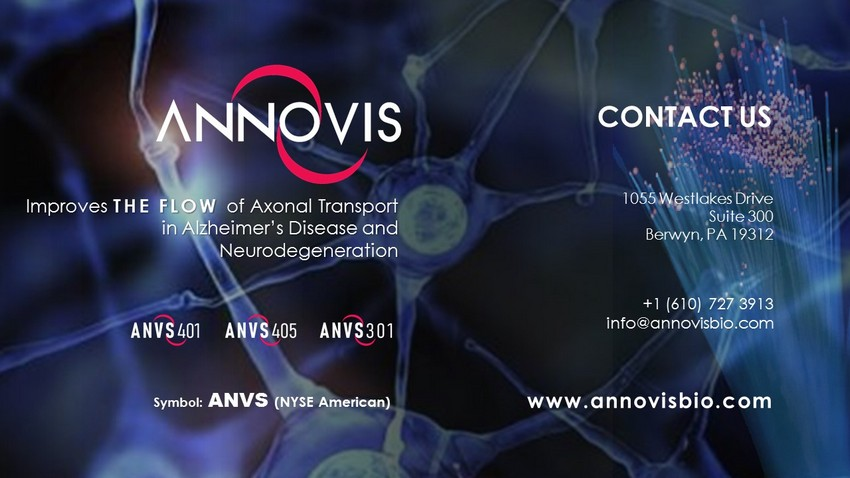 ANNOVIS
Improves THE FLOW of Axonal Transport
in Alzheimer's Disease and
Neurodegeneration
ANVS401 ANVS405 ANVS301
Symbol: ANVS (NYSE American)
CONTACT US
1055 Westlakes Drive
Suite 300
Berwyn, PA 19312
+1 (610) 727 3913
info@annovisbio.com
www.annovisbio.com